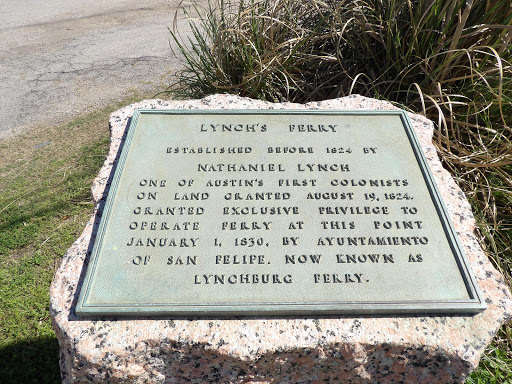 LYNCH'S FERRY
ESTABLISHED BEFORE 1824 BY
NATHANIEL LYNCH
ONE OF AUSTIN'S FIRST COLONISTS
ON LAND GRANTED AUGUST 19, 1824.
GRANTED EXCLUSIVE PRIVILEGE TO
OPERATE FERRY AT THIS POINT
JANUARY 1, 1830, BY AYUNTAMIENTO
OF SAN FELIPE. NOW KNOWN AS
LYNCHBURG FERRY.